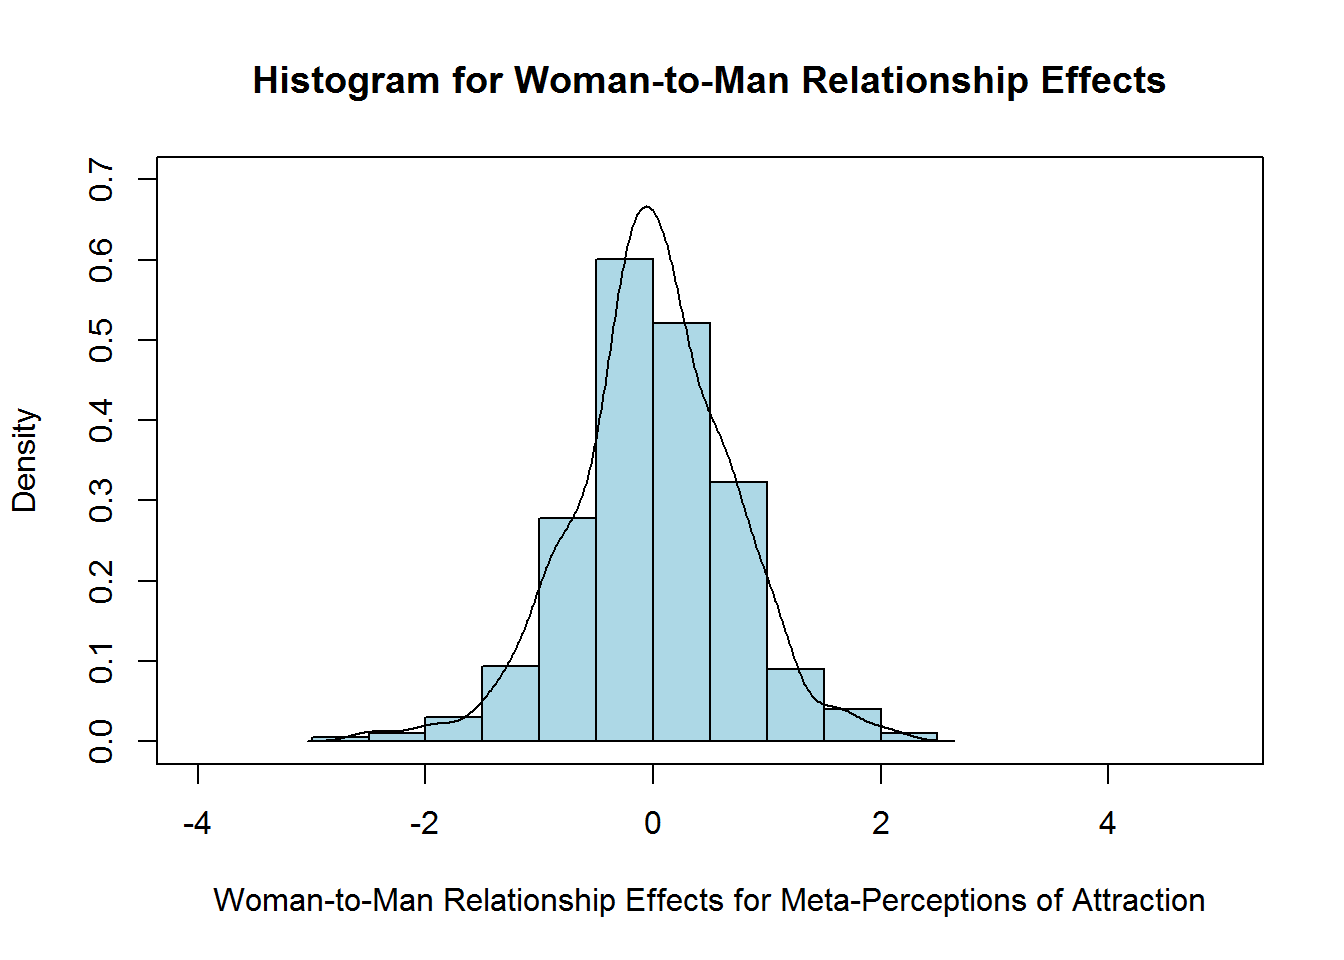 Histogram for Woman-to-Man Relationship Effects
0.7
0.6
0.5
0.4
0.3
0.2
0.1
0.0
Density
-4 -2 0 2 4
Woman-to-Man Relationship Effects for Meta-Perceptions of Attraction